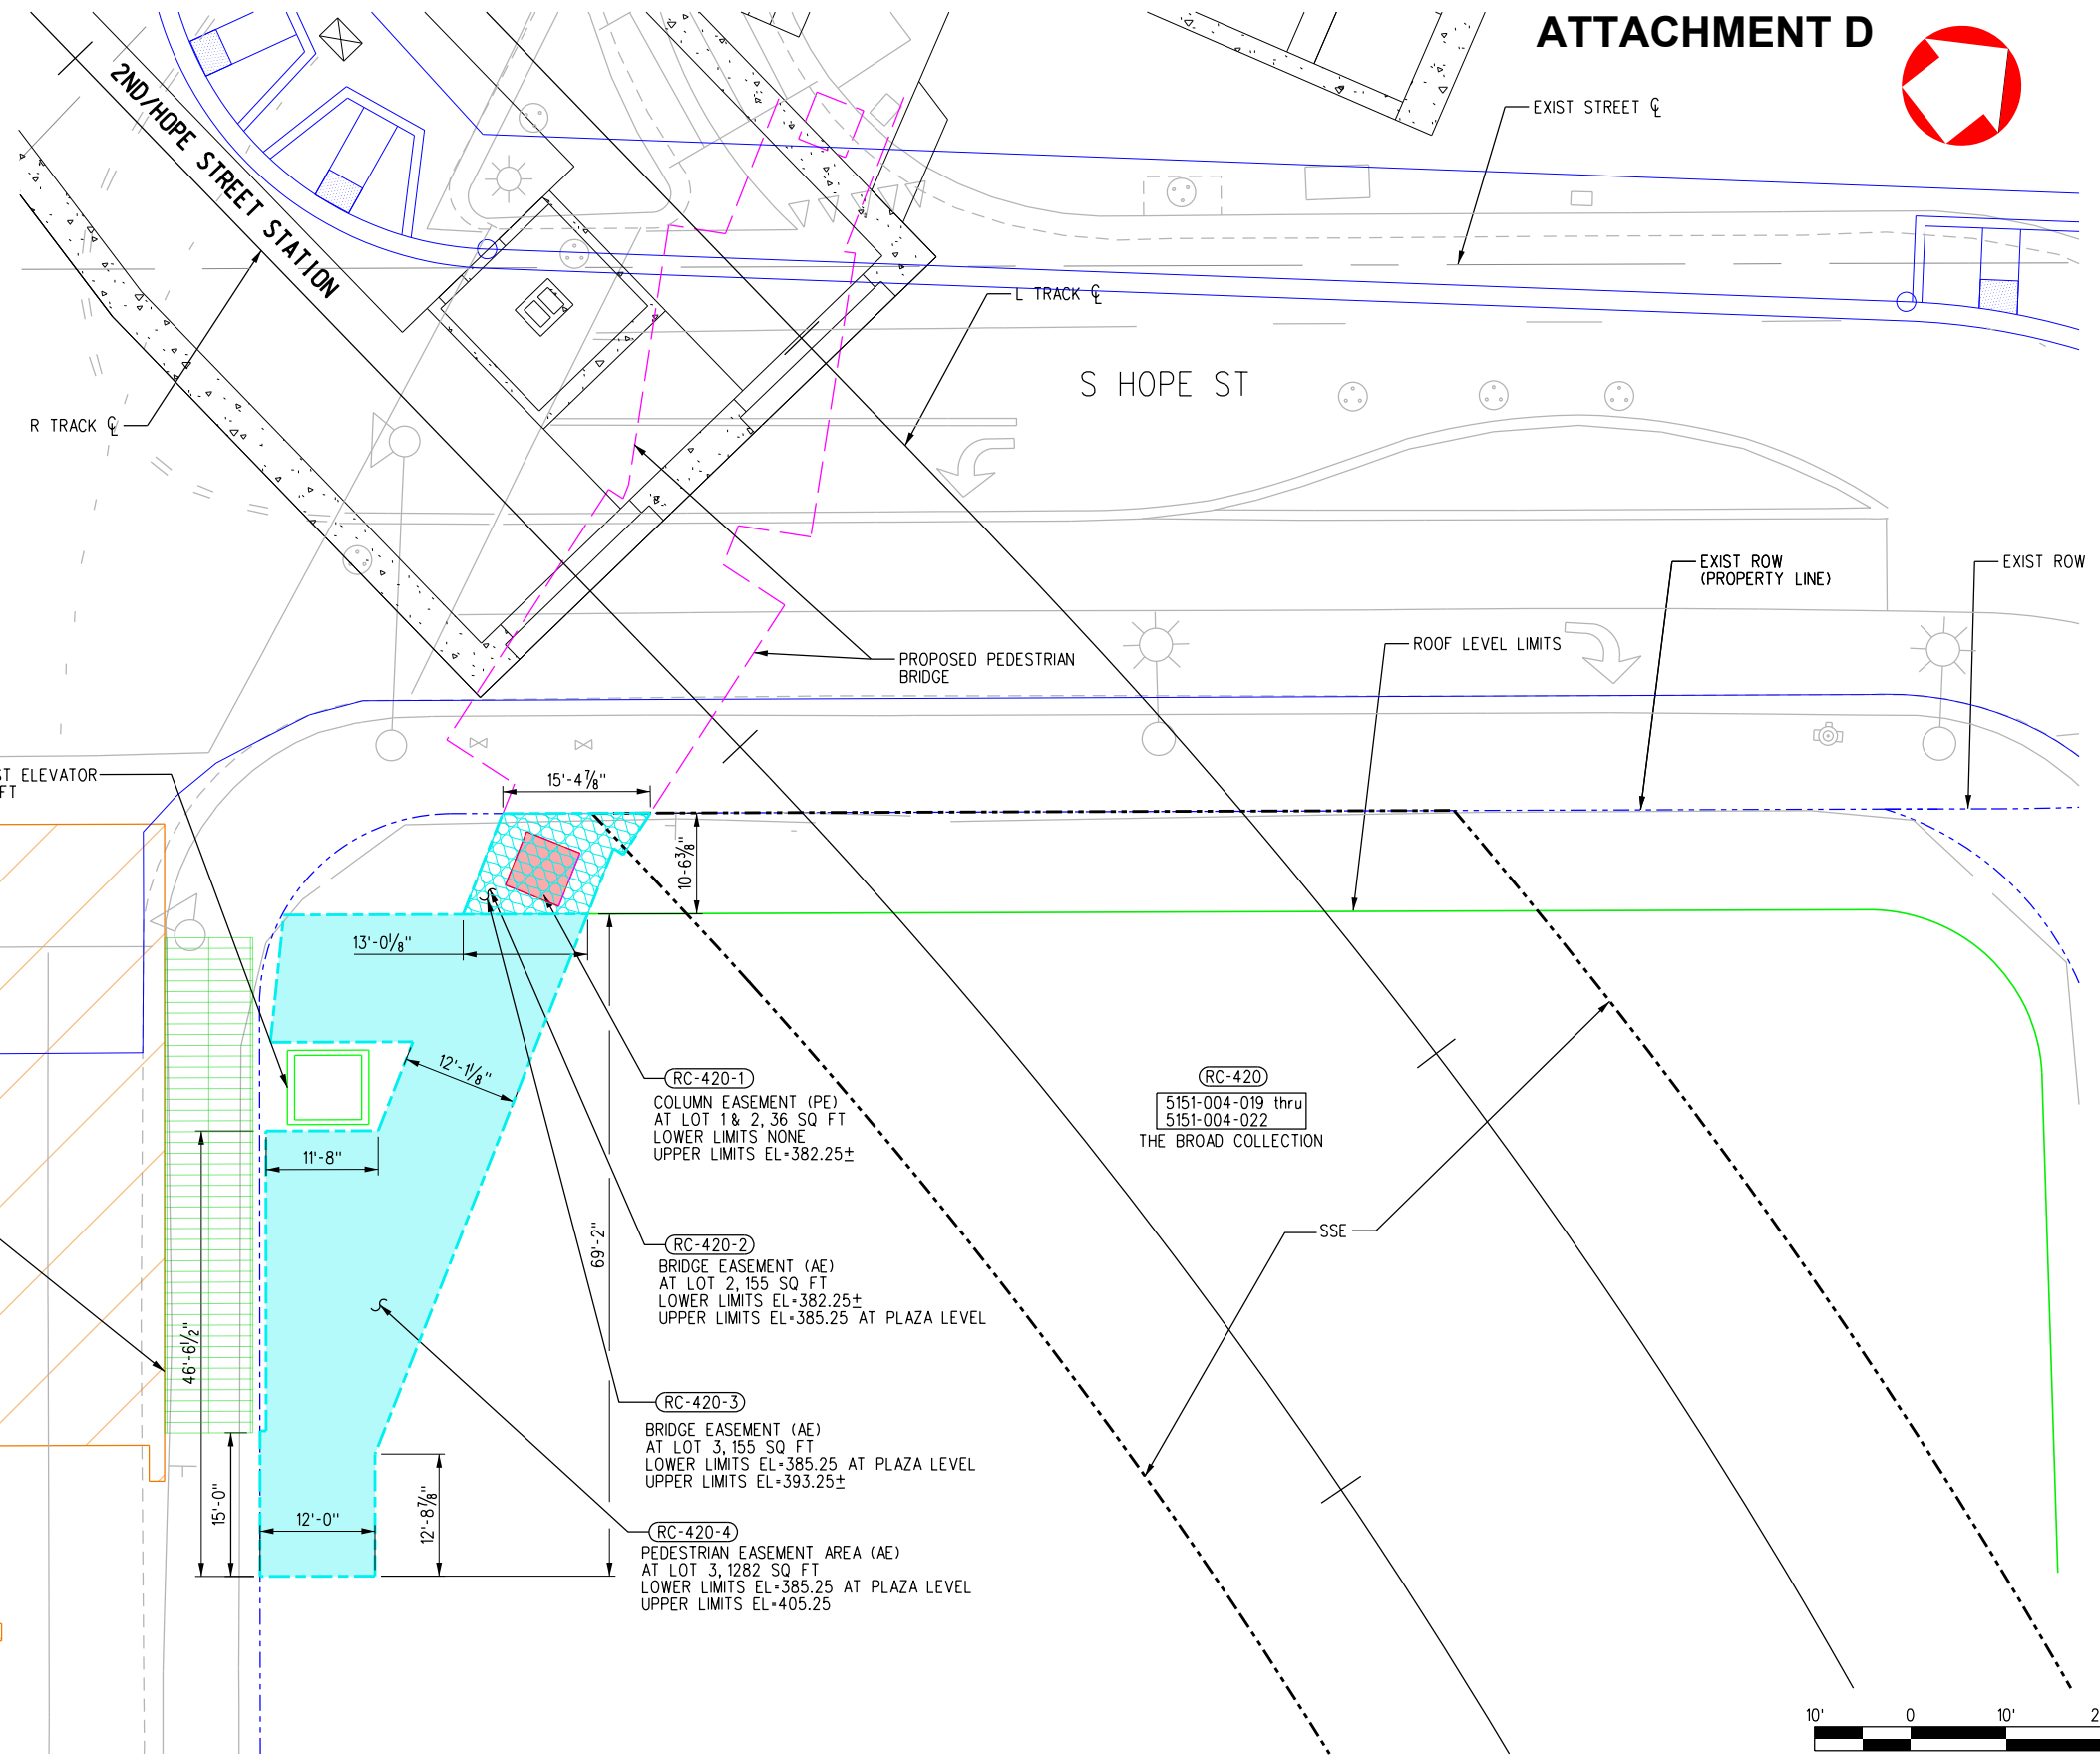 ATTACHMENT D
EXIST STREET ℄
2ND/HOPE STREET STATION
L TRACK ℄
S HOPE ST
R TRACK ℄
EXIST ROW
(PROPERTY LINE)
EXIST ROW
ROOF LEVEL LIMITS
PROPOSED PEDESTRIAN
BRIDGE
ST ELEVATOR
FT
15'-4⅞"
10-6⅜"
13'-0⅛"
12'-⅛"
11'-8"
69'-2"
46'-6½"
15'-0"
12'-0"
12'-8⅞"
RC-420-1
COLUMN EASEMENT (PE)
AT LOT 1 & 2, 36 SQ FT
LOWER LIMITS NONE
UPPER LIMITS EL=382.25±
RC-420
5151-004-019 thru
5151-004-022
THE BROAD COLLECTION
RC-420-2
BRIDGE EASEMENT (AE)
AT LOT 2, 155 SQ FT
LOWER LIMITS EL=382.25±
UPPER LIMITS EL=385.25 AT PLAZA LEVEL
SSE
RC-420-3
BRIDGE EASEMENT (AE)
AT LOT 3, 155 SQ FT
LOWER LIMITS EL=385.25 AT PLAZA LEVEL
UPPER LIMITS EL=393.25±
RC-420-4
PEDESTRIAN EASEMENT AREA (AE)
AT LOT 3, 1282 SQ FT
LOWER LIMITS EL=385.25 AT PLAZA LEVEL
UPPER LIMITS EL=405.25
10' 0 10' 2